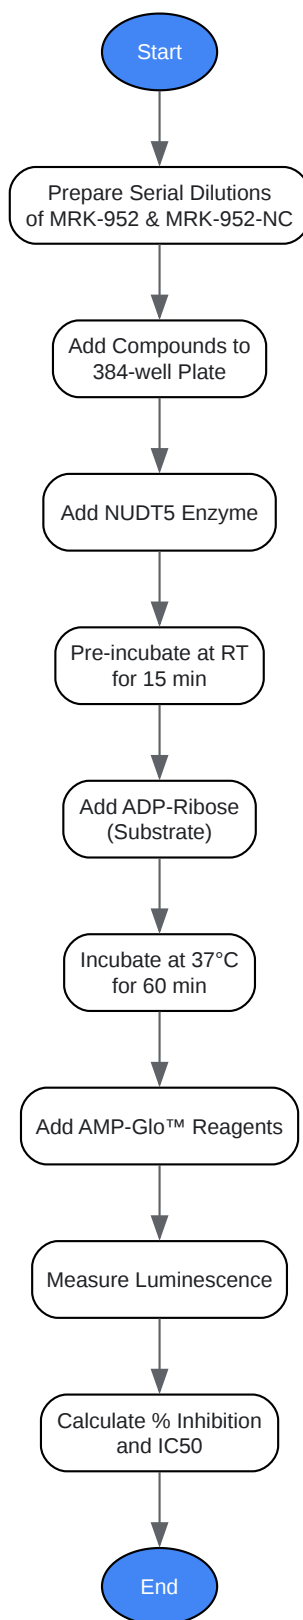 Start
Prepare Serial Dilutions
of MRK-952 & MRK-952-NC
Add Compounds to
384-well Plate
Add NUDT5 Enzyme
Pre-incubate at RT
for 15 min
Add ADP-Ribose
(Substrate)
Incubate at 37°C
for 60 min
Add AMP-Glo™ Reagents
Measure Luminescence
Calculate % Inhibition
and IC50
End